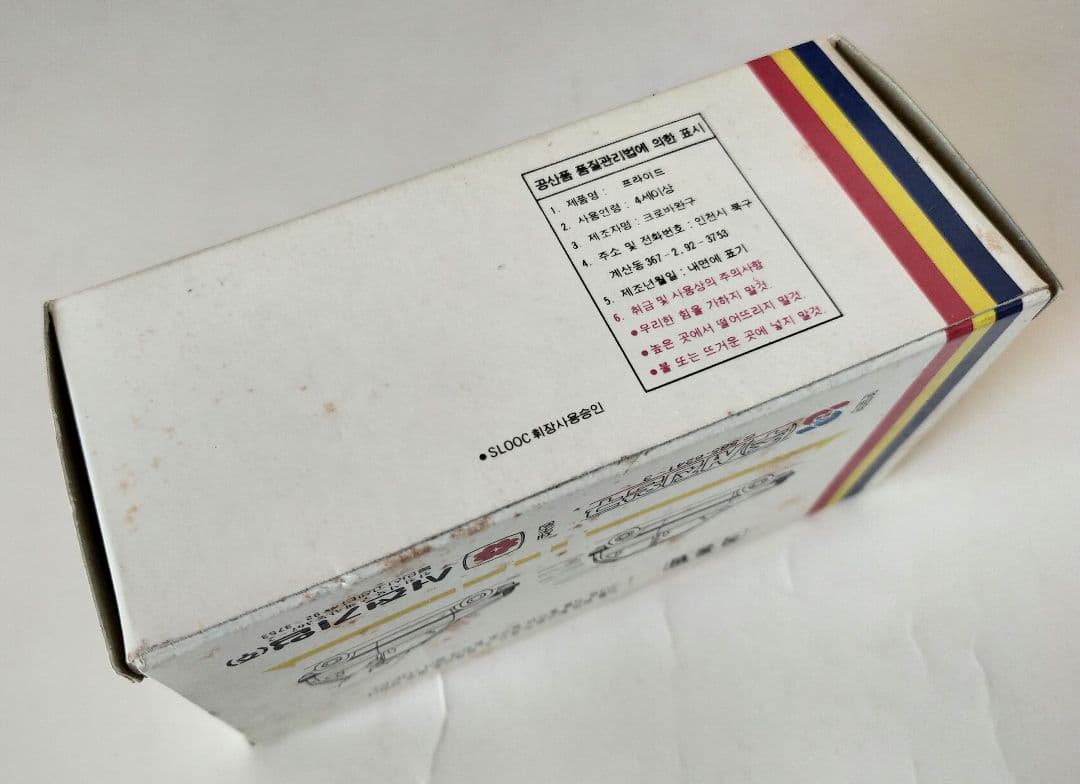 공산품 품질관리법에 의한 표시
1. 제품명 : 프라이드
2. 사용연령 : 4세이상
3. 제조자명 : 크로바완구
4. 주소 및 전화번호 : 인천시 북구
계산동 367-2, 92-3753
5. 제조년월일 : 내면에 표기
6. 취급 및 사용상의 주의사항
●무리한 힘을 가하지 말것.
●높은 곳에서 떨어뜨리지 말것.
●불 또는 뜨거운 곳에 넣지 말것.
●SLOOC 휘장사용승인
서전기업(주)